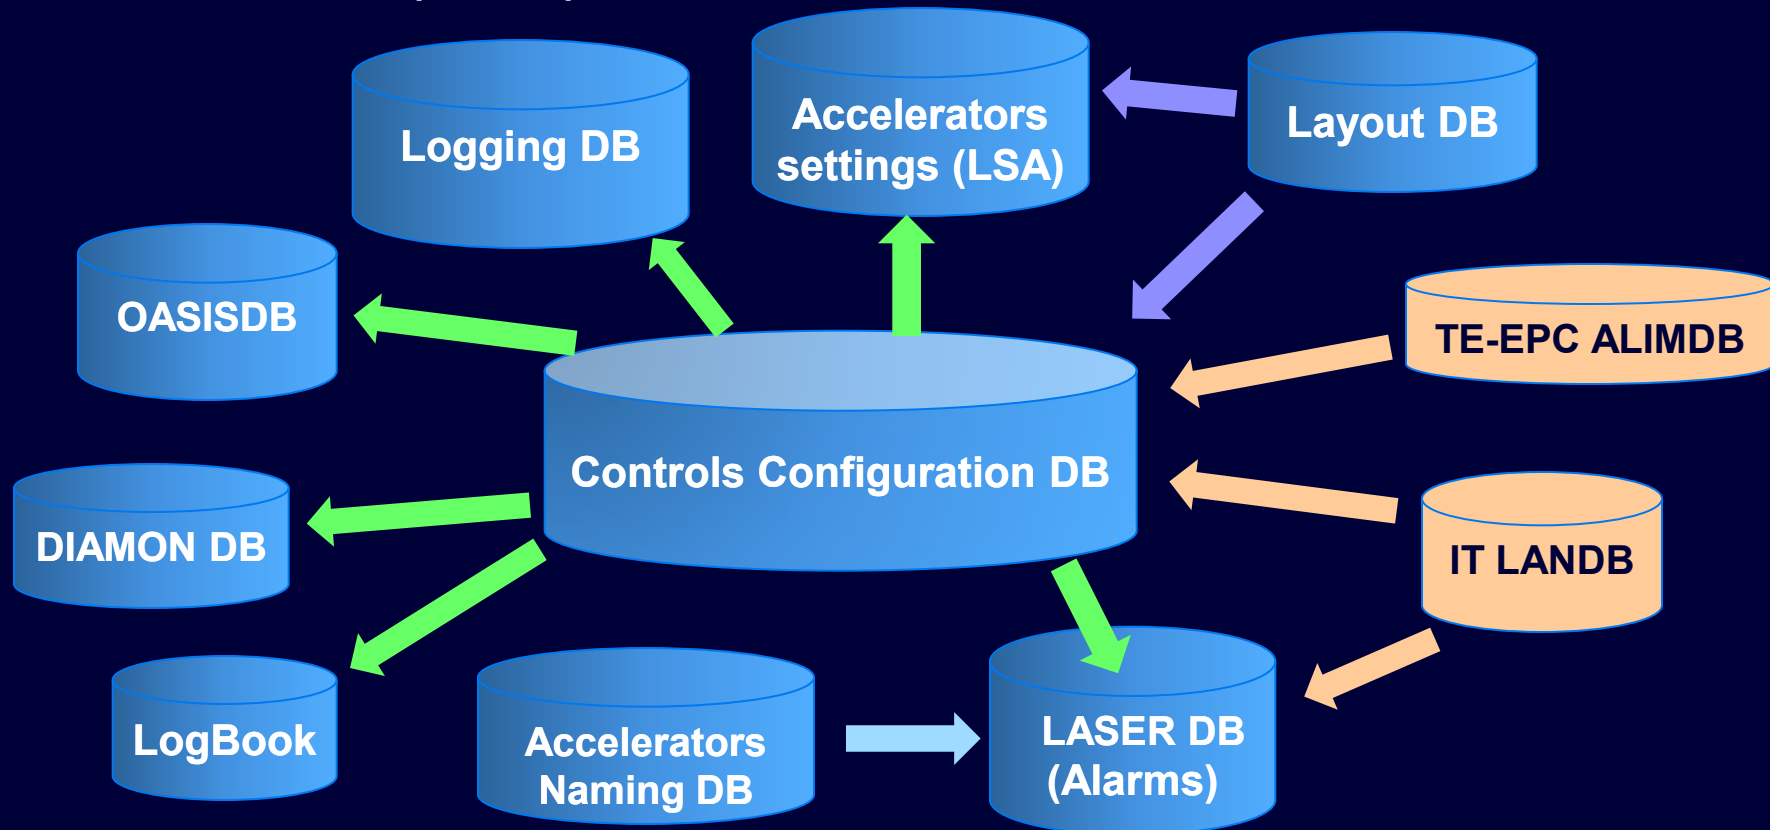 Logging DB
Accelerators
settings (LSA)
Layout DB
OASISDB
TE-EPC ALIMDB
Controls Configuration DB
DIAMON DB
IT LANDB
LogBook
Accelerators
Naming DB
LASER DB
(Alarms)